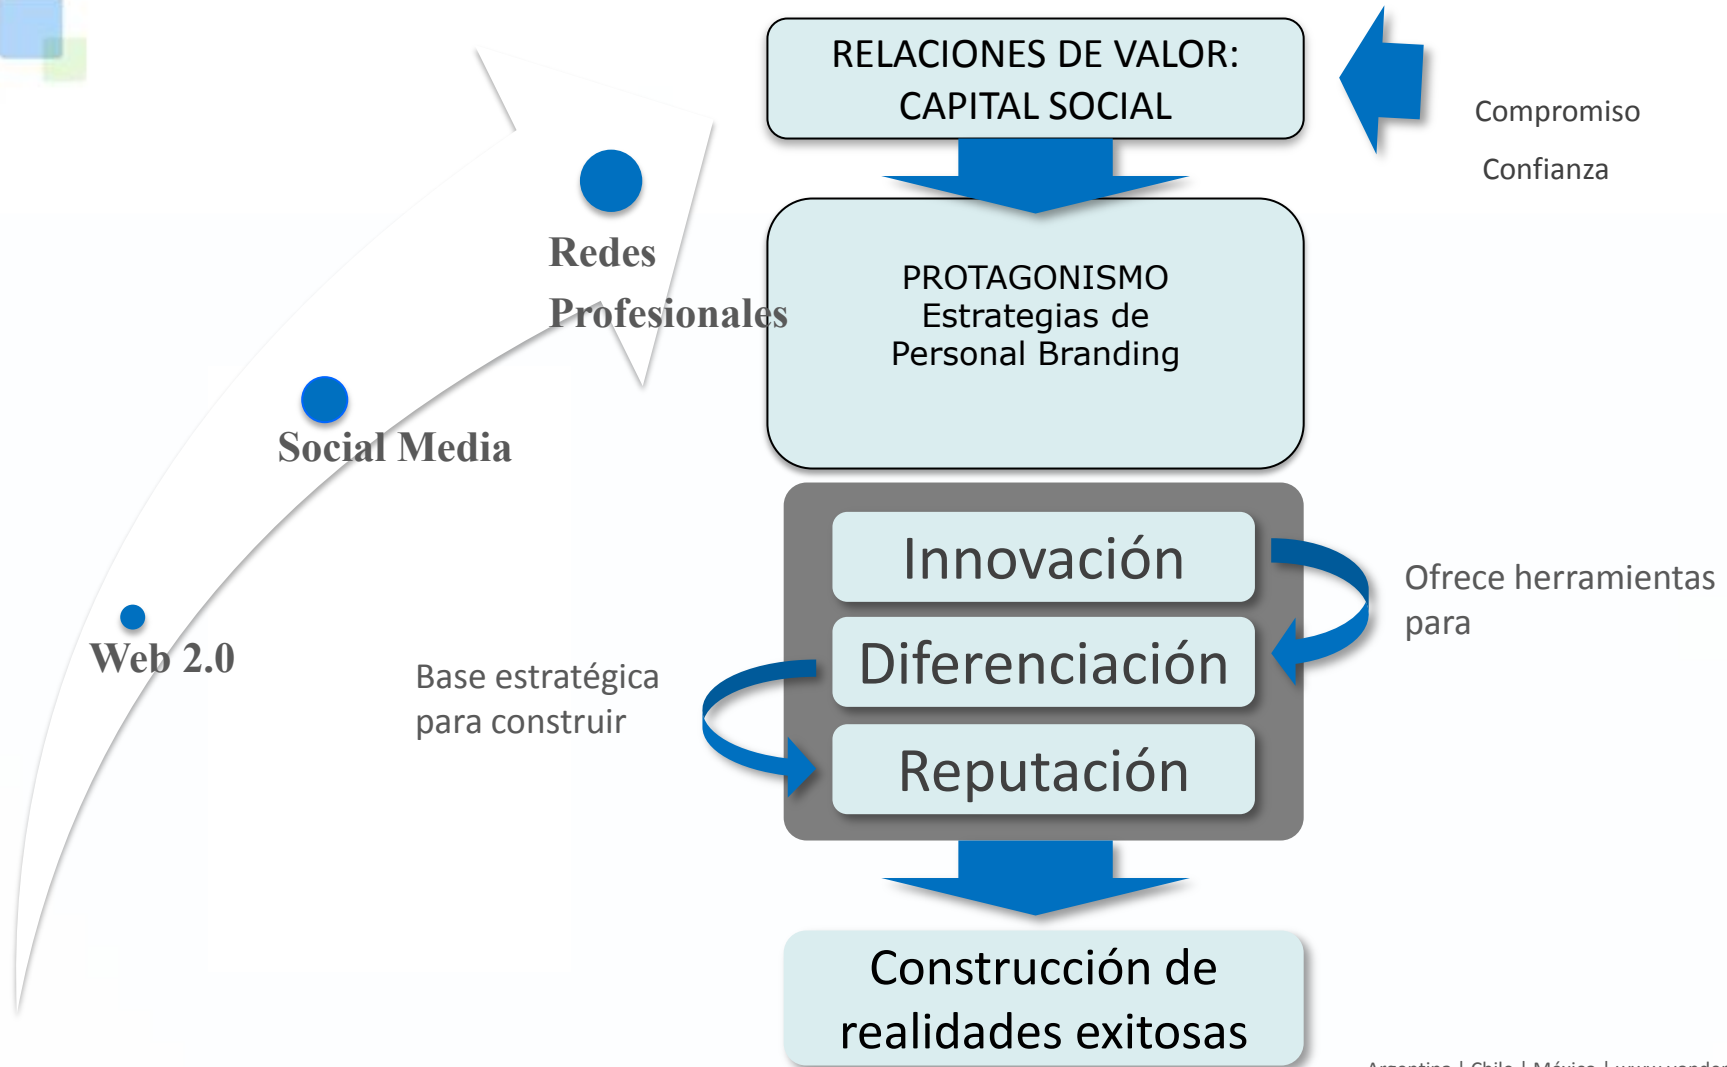 RELACIONES DE VALOR:
CAPITAL SOCIAL
Compromiso
Confianza
Redes
Profesionales
PROTAGONISMO
Estrategias de
Personal Branding
Social Media
Innovación
Ofrece herramientas
para
Web 2.0
Diferenciación
Base estratégica
para construir
Reputación
Construcción de
realidades exitosas